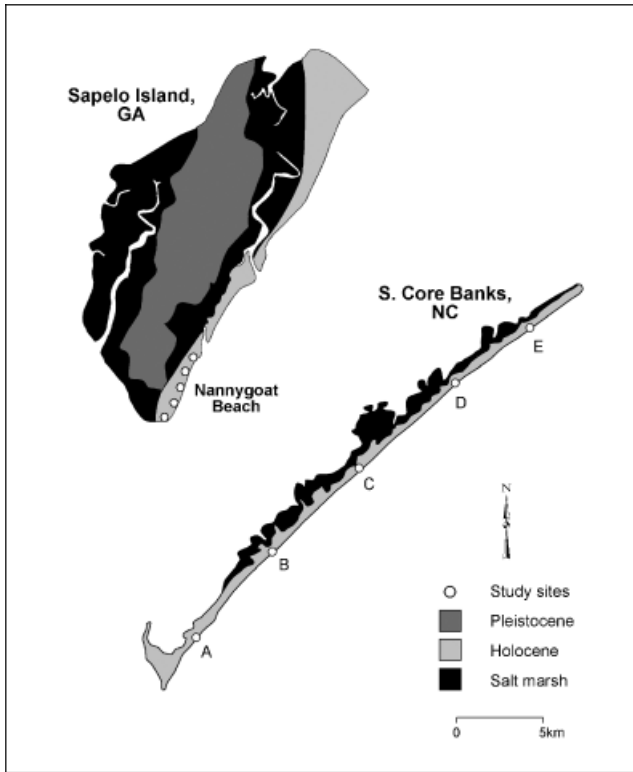 Sapelo Island,
GA
S. Core Banks,
NC
E
Nannygoat
Beach
D
C
N
B
Study sites
Pleistocene
A
Holocene
Salt marsh
0 5km